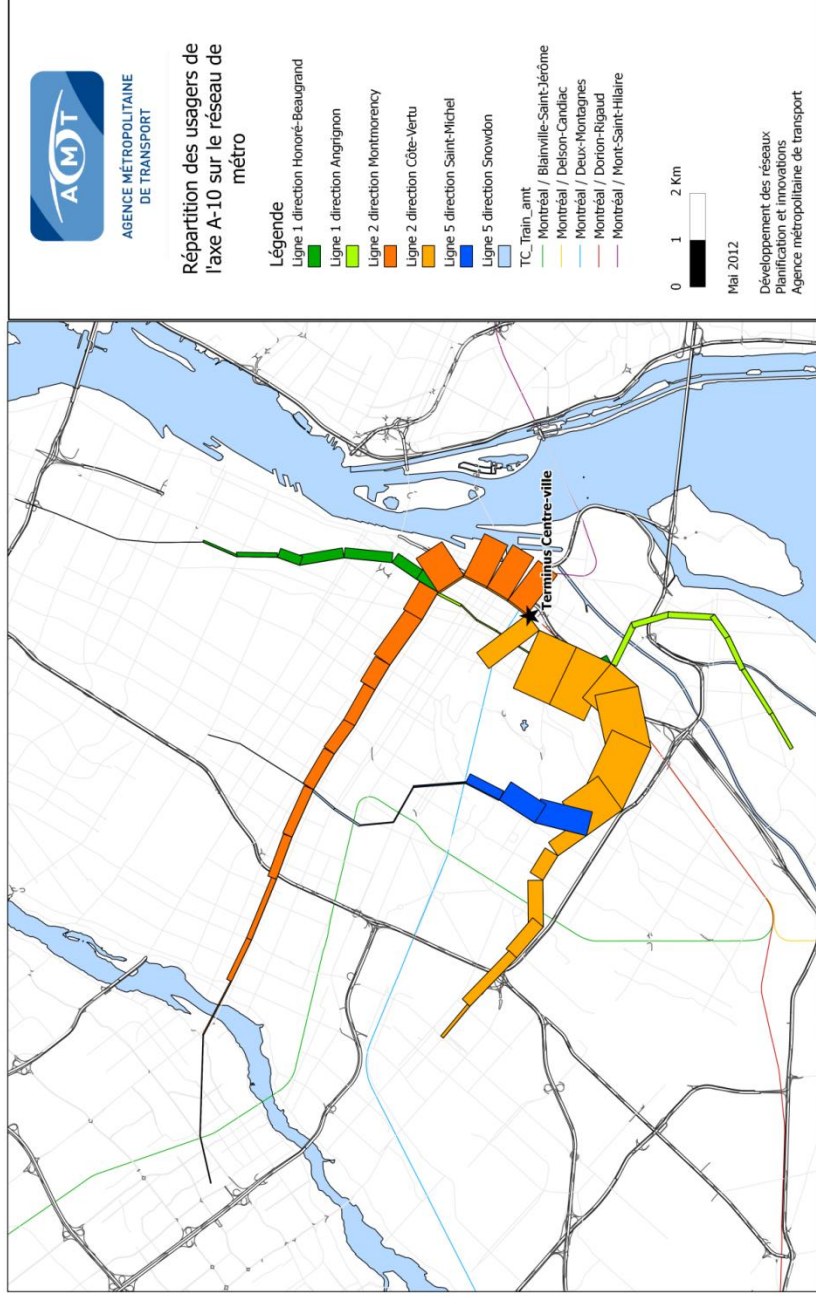 AMT
AGENCE MÉTROPOLITAINE
DE TRANSPORT
Répartition des usagers de
l'axe A-10 sur le réseau de
métro
Légende
Ligne 1 direction Honoré-Beaugrand
Ligne 1 direction Angrignon
Ligne 2 direction Montmorency
Ligne 2 direction Côte-Vertu
Ligne 5 direction Saint-Michel
Ligne 5 direction Snowdon
TC_Train_amt
Montréal / Blainville-Saint-Jérôme
Montréal / Delson-Candiac
Montréal / Deux-Montagnes
Montréal / Dorion-Rigaud
Montréal / Mont-Saint-Hilaire
0 1 2 Km
Mai 2012
Développement des réseaux
Planification et innovations
Agence métropolitaine de transport
Terminus Centre-ville